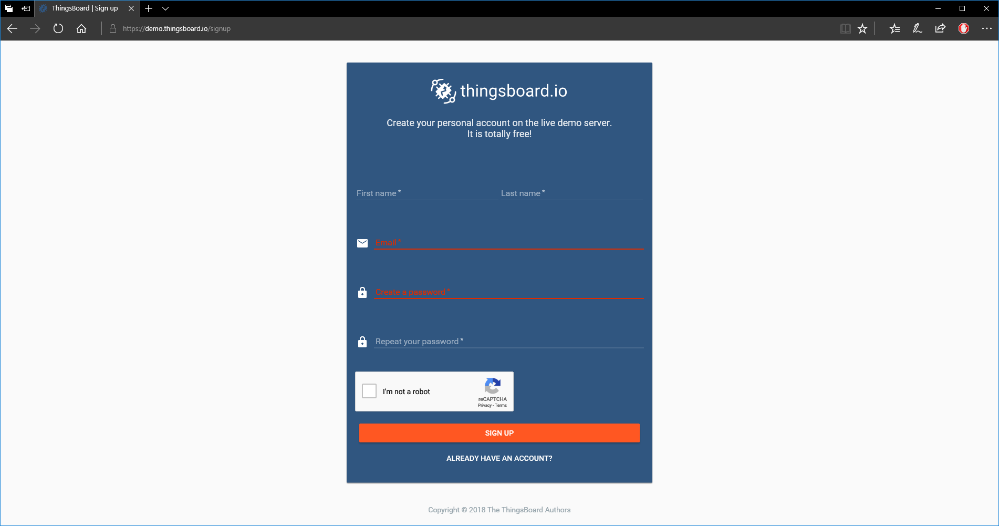 ThingsBoard | Sign up
https://demo.thingsboard.io/signup
thingsboard.io
Create your personal account on the live demo server.
It is totally free!
First name * Last name *
Email *
Create a password *
Repeat your password *
I'm not a robot
reCAPTCHA
Privacy - Terms
SIGN UP
ALREADY HAVE AN ACCOUNT?
Copyright © 2018 The ThingsBoard Authors